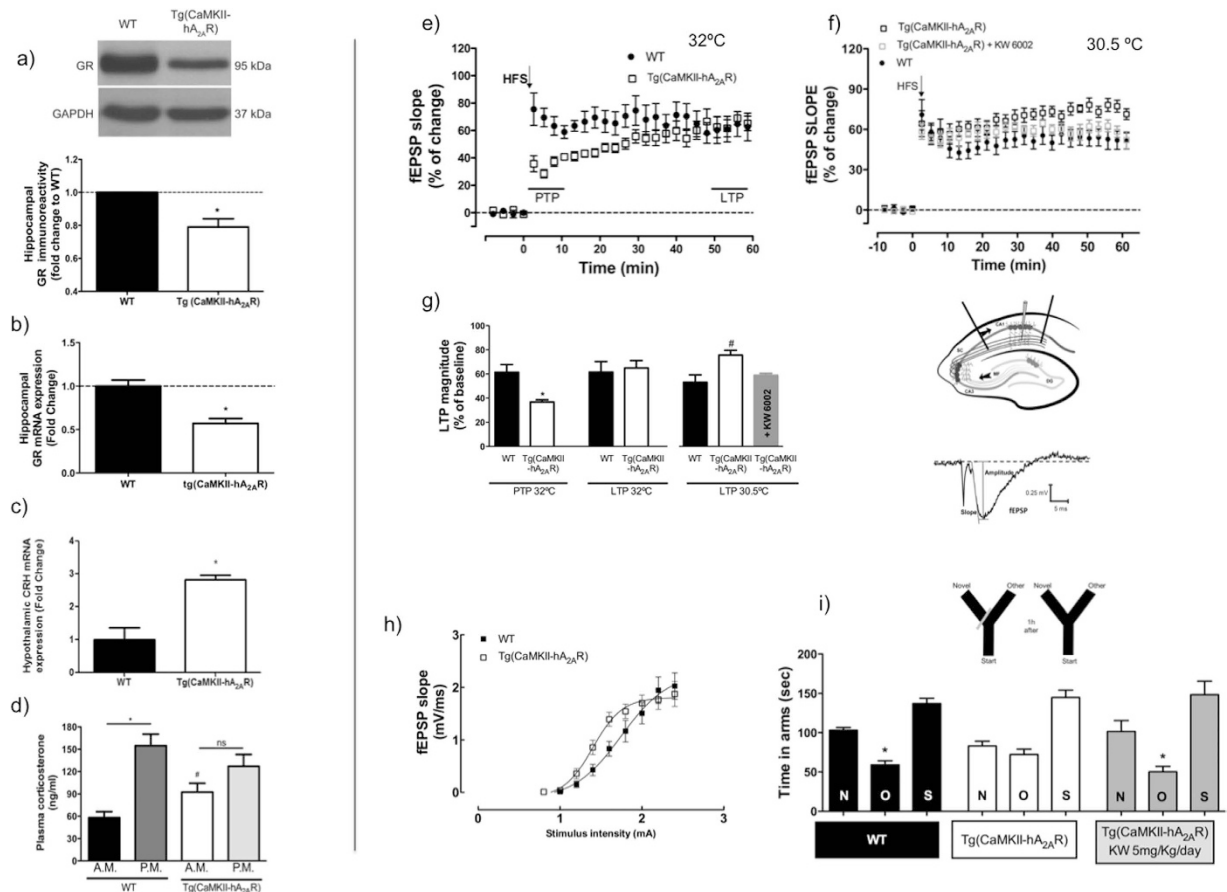 a)
WT
Tg(CaMKII-
hA2AR)
GR
95 kDa
GAPDH
37 kDa
Hippocampal
GR immunoreactivity
(fold change to WT)
1.2
1.0
0.8
0.6
0.4
*
WT
Tg (CaMKII-hA2AR)
b)
Hippocampal
GR mRNA expression
(Fold Change)
1.5
1.0
0.5
0.0
*
WT
tg(CaMKII-hA2AR)
c)
Hypothalamic CRH mRNA
expression (Fold Change)
4
3
2
1
0
*
WT
Tg(CaMKII-hA2AR)
d)
Plasma corticosterone
(ng/ml)
180
150
120
90
60
30
0
*
#
ns
A.M.
P.M.
A.M.
P.M.
WT
Tg(CaMKII-hA2AR)
e)
32ºC
WT
Tg(CaMKII-hA2AR)
HFS
fEPSP slope
(% of change)
120
100
80
60
40
20
0
PTP
LTP
0
10
20
30
40
50
60
Time (min)
f)
Tg(CaMKII-hA2AR)
Tg(CaMKII-hA2AR) + KW 6002
WT
30.5 ºC
HFS
fEPSP SLOPE
(% of change)
120
90
60
30
0
-10
0
10
20
30
40
50
60
Time (min)
g)
LTP magnitude
(% of baseline)
100
80
60
40
20
0
*
#
+ KW 6002
WT
Tg(CaMKII
-hA2AR)
WT
Tg(CaMKII
-hA2AR)
WT
Tg(CaMKII
-hA2AR)
Tg(CaMKII
-hA2AR)
PTP 32ºC
LTP 32ºC
LTP 30.5ºC
CA1
SC
MF
CA3
DG
Amplitude
Slope
fEPSP
0.25 mV
5 ms
h)
WT
Tg(CaMKII-hA2AR)
fEPSP slope
(mV/ms)
3
2
1
0
0
1
2
3
Stimulus intensity (mA)
i)
Novel
Other
Start
1h
after
Novel
Other
Start
Time in arms (sec)
200
150
100
50
0
*
*
N
O
S
N
O
S
N
O
S
WT
Tg(CaMKII-hA2AR)
Tg(CaMKII-hA2AR)
KW 5mg/Kg/day